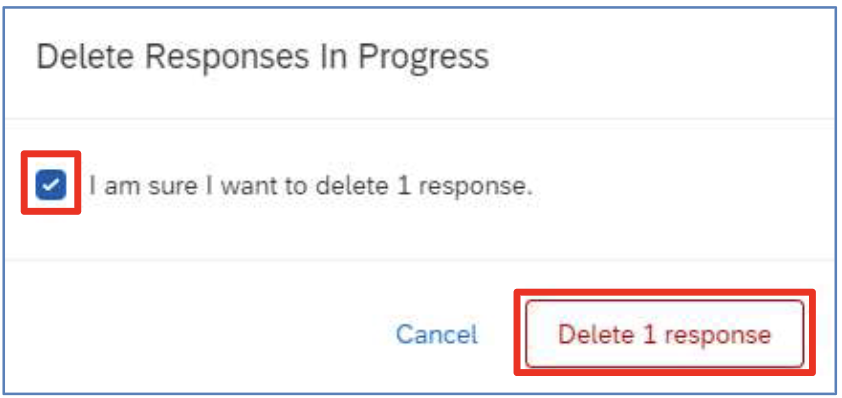 Delete Responses In Progress
I am sure I want to delete 1 response.
Cancel
Delete 1 response